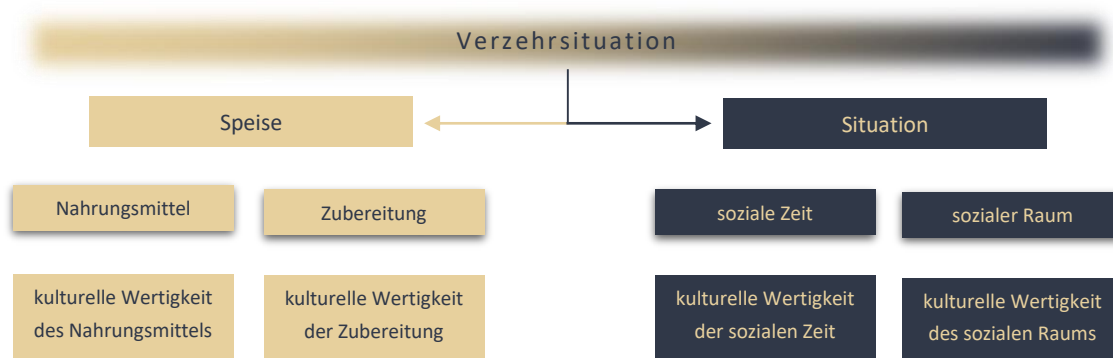 Verzehrsituation
Speise
Situation
Nahrungsmittel
Zubereitung
soziale Zeit
sozialer Raum
kulturelle Wertigkeit
des Nahrungsmittels
kulturelle Wertigkeit
der Zubereitung
kulturelle Wertigkeit
der sozialen Zeit
kulturelle Wertigkeit
des sozialen Raums